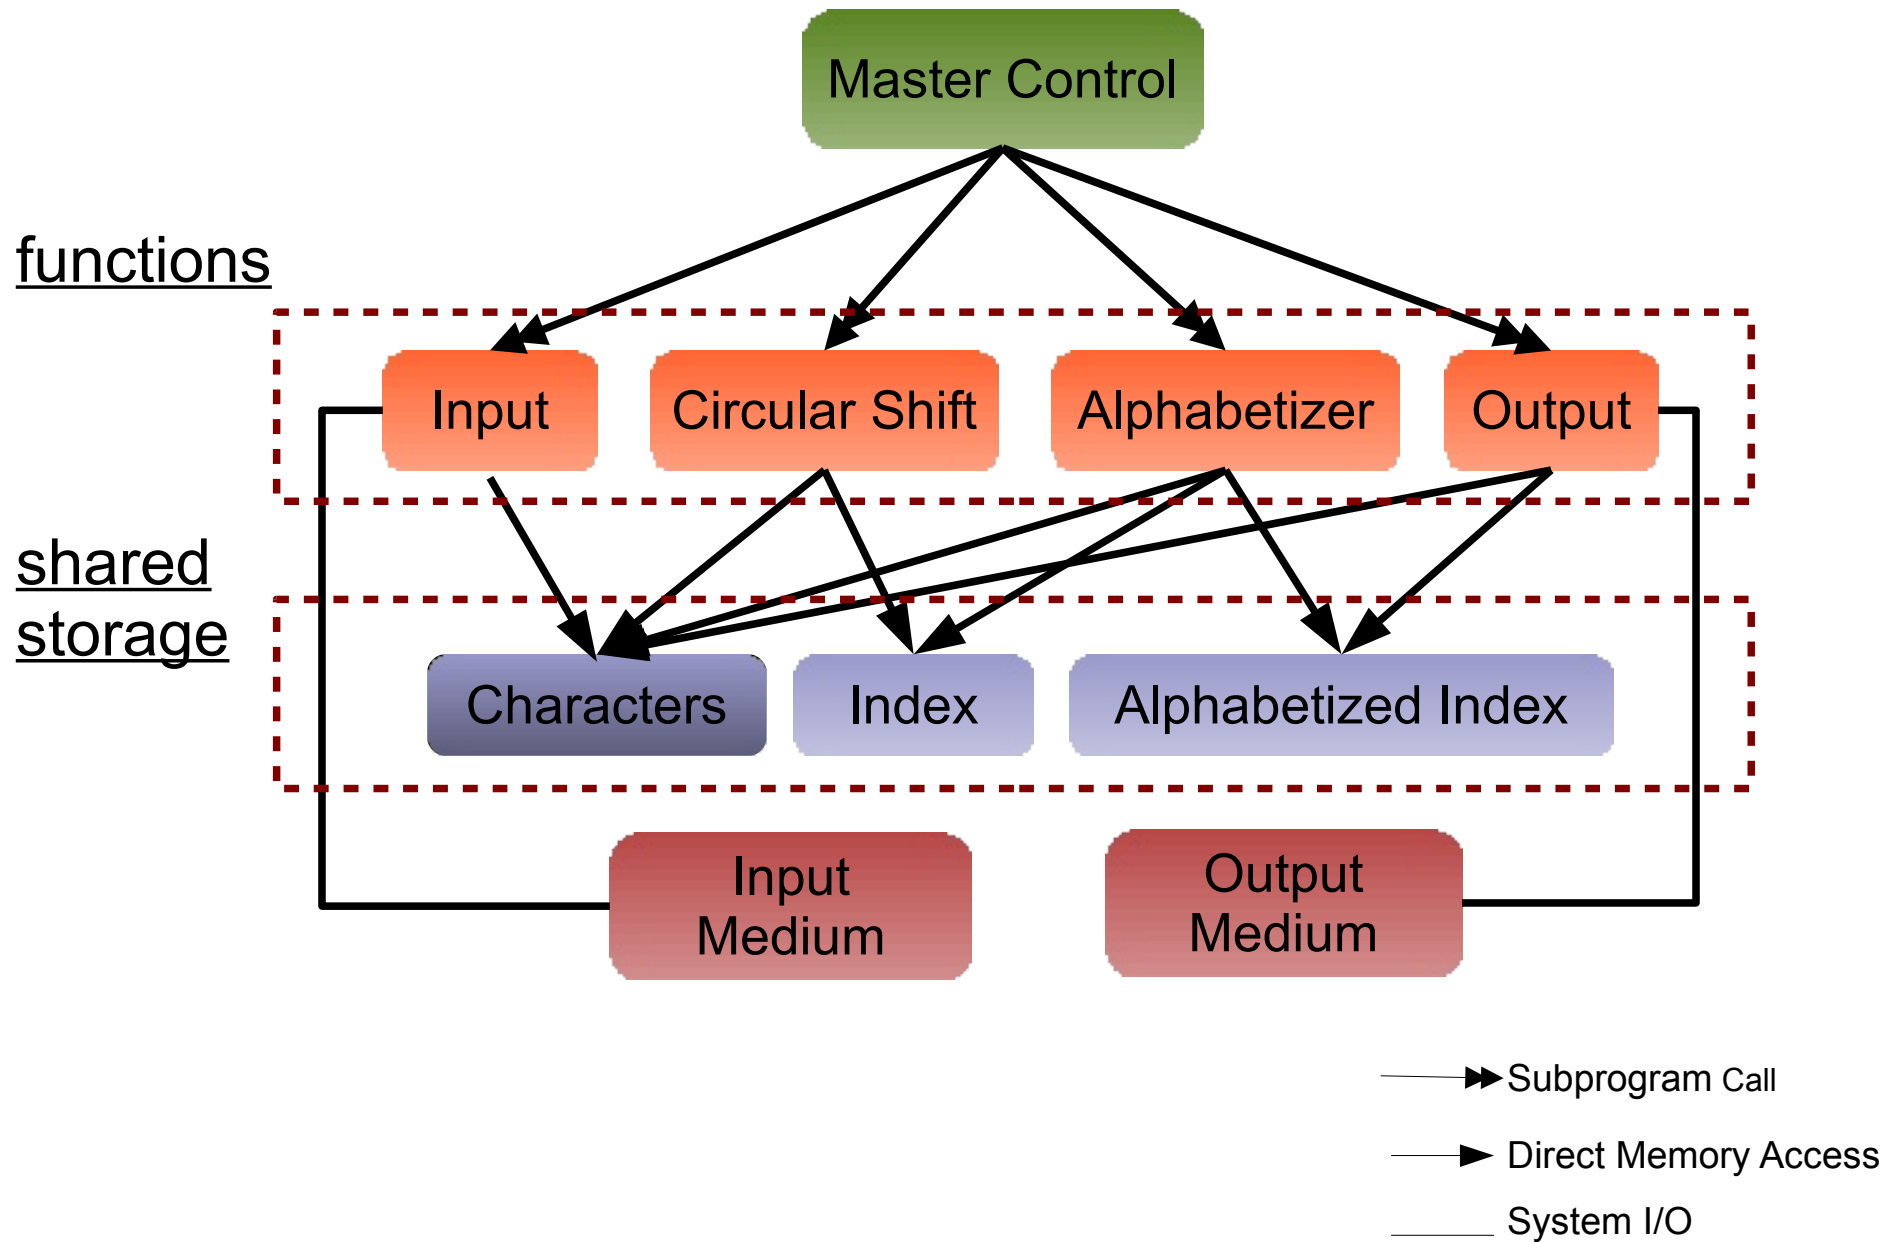 Master Control
functions
Input
Circular Shift
Alphabetizer
Output
shared
storage
Characters
Index
Alphabetized Index
Input
Medium
Output
Medium
Subprogram Call
Direct Memory Access
System I/O